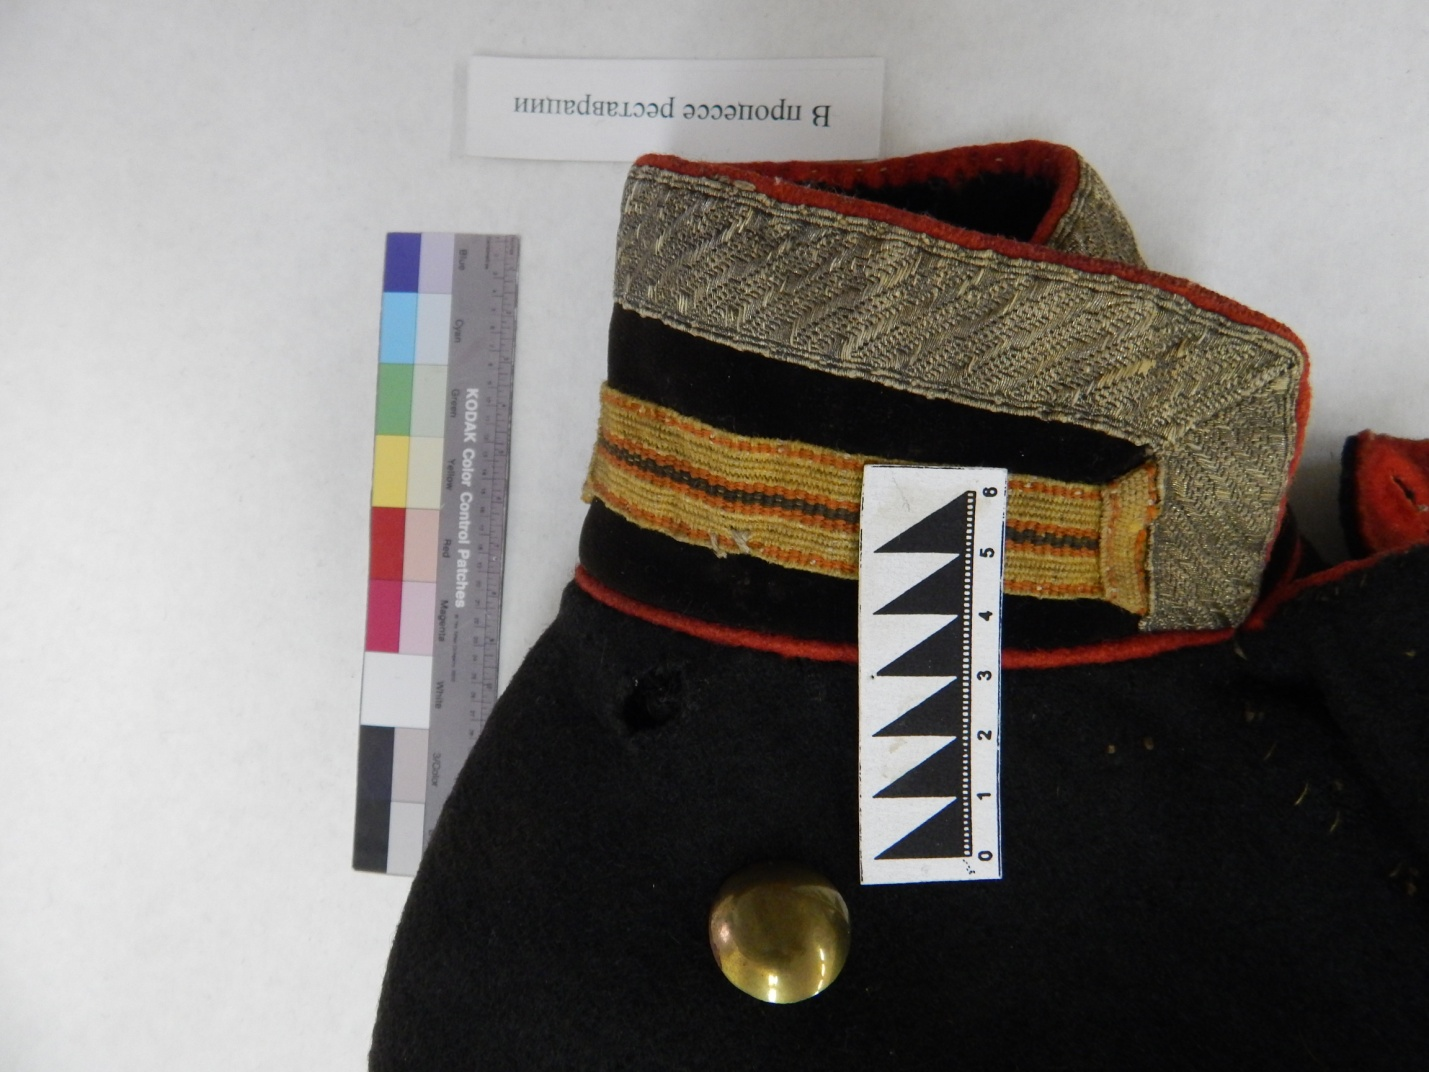 В процессе реставрации
KODAK Color Control Patches
Blue
Cyan
Green
Yellow
Red
Magenta
White
3/Color
6
5
4
3
2
1
0